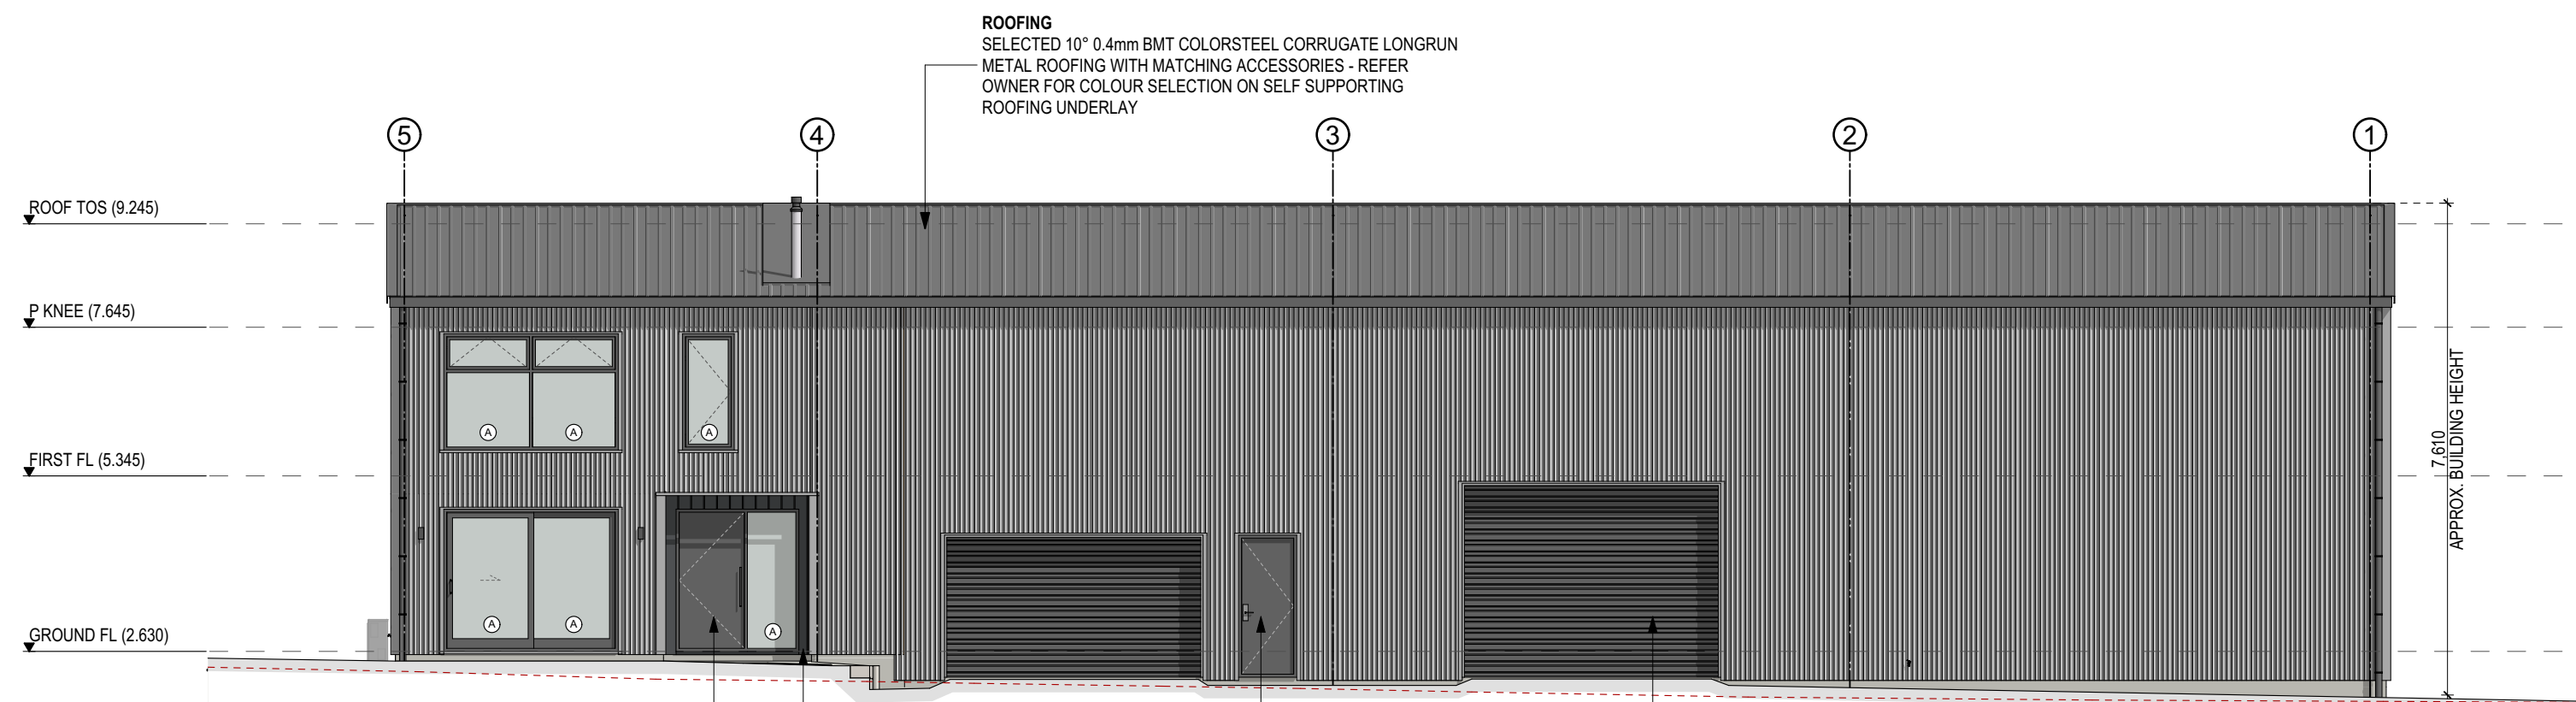 ROOFING
SELECTED 10° 0.4mm BMT COLORSTEEL CORRUGATE LONGRUN
METAL ROOFING WITH MATCHING ACCESSORIES - REFER
OWNER FOR COLOUR SELECTION ON SELF SUPPORTING
ROOFING UNDERLAY
5
4
3
2
1
ROOF TOS (9.245)
P KNEE (7.645)
FIRST FL (5.345)
GROUND FL (2.630)
A
A
A
A
A
A
7,610
APPROX. BUILDING HEIGHT